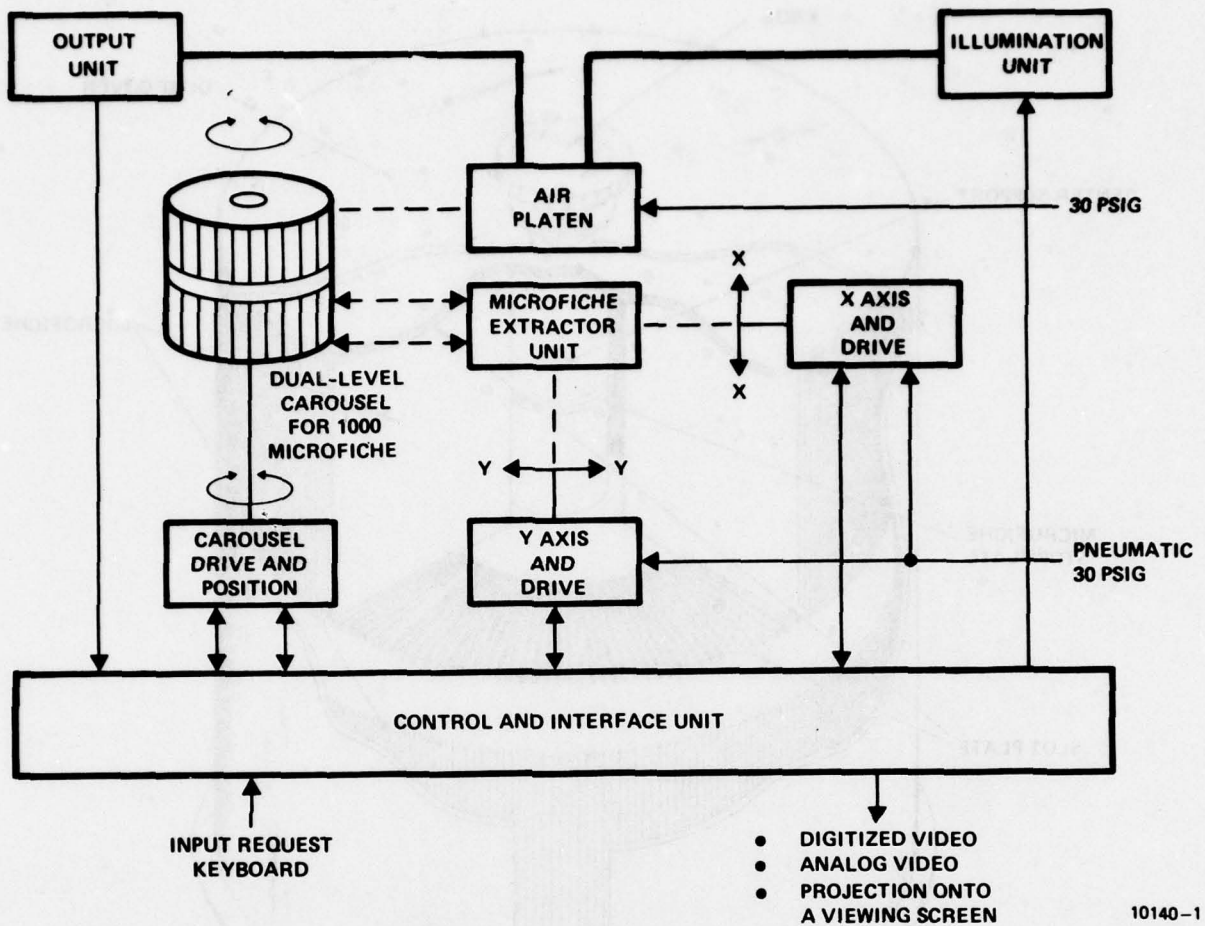 OUTPUT
UNIT
ILLUMINATION
UNIT
AIR
PLATEN
30 PSIG
X
MICROFICHE
EXTRACTOR
UNIT
X AXIS
AND
DRIVE
X
DUAL-LEVEL
CAROUSEL
FOR 1000
MICROFICHE
Y
Y
CAROUSEL
DRIVE AND
POSITION
Y AXIS
AND
DRIVE
PNEUMATIC
30 PSIG
CONTROL AND INTERFACE UNIT
INPUT REQUEST
KEYBOARD
● DIGITIZED VIDEO
● ANALOG VIDEO
● PROJECTION ONTO
A VIEWING SCREEN
10140-1